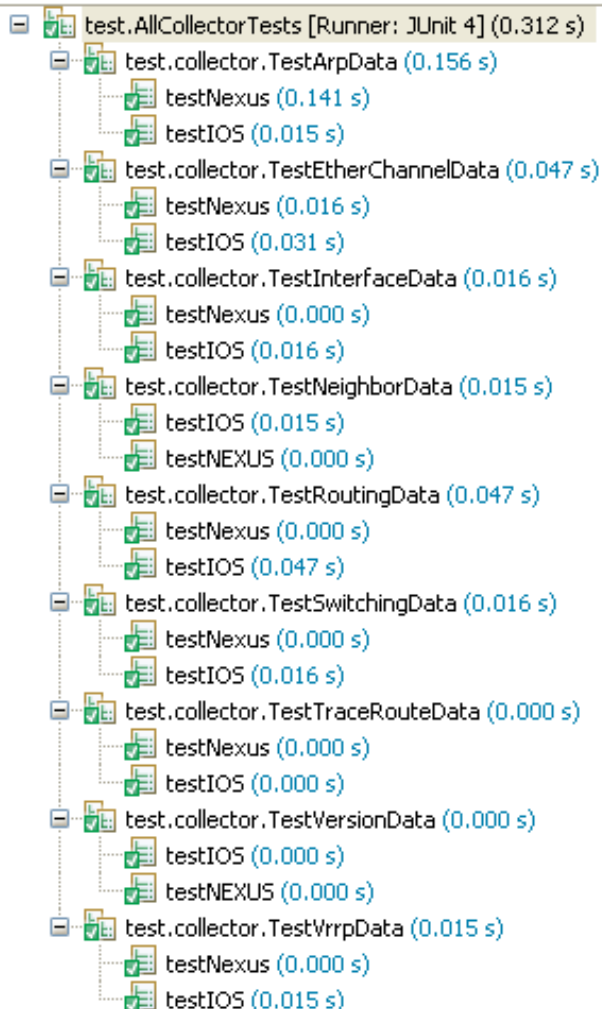 test.AllCollectorTests [Runner: JUnit 4] (0.312 s)
test.collector.TestArpData (0.156 s)
testNexus (0.141 s)
testIOS (0.015 s)
test.collector.TestEtherChannelData (0.047 s)
testNexus (0.016 s)
testIOS (0.031 s)
test.collector.TestInterfaceData (0.016 s)
testNexus (0.000 s)
testIOS (0.016 s)
test.collector.TestNeighborData (0.015 s)
testIOS (0.015 s)
testNEXUS (0.000 s)
test.collector.TestRoutingData (0.047 s)
testNexus (0.000 s)
testIOS (0.047 s)
test.collector.TestSwitchingData (0.016 s)
testNexus (0.000 s)
testIOS (0.016 s)
test.collector.TestTraceRouteData (0.000 s)
testNexus (0.000 s)
testIOS (0.000 s)
test.collector.TestVersionData (0.000 s)
testIOS (0.000 s)
testNEXUS (0.000 s)
test.collector.TestVrrpData (0.015 s)
testNexus (0.000 s)
testIOS (0.015 s)